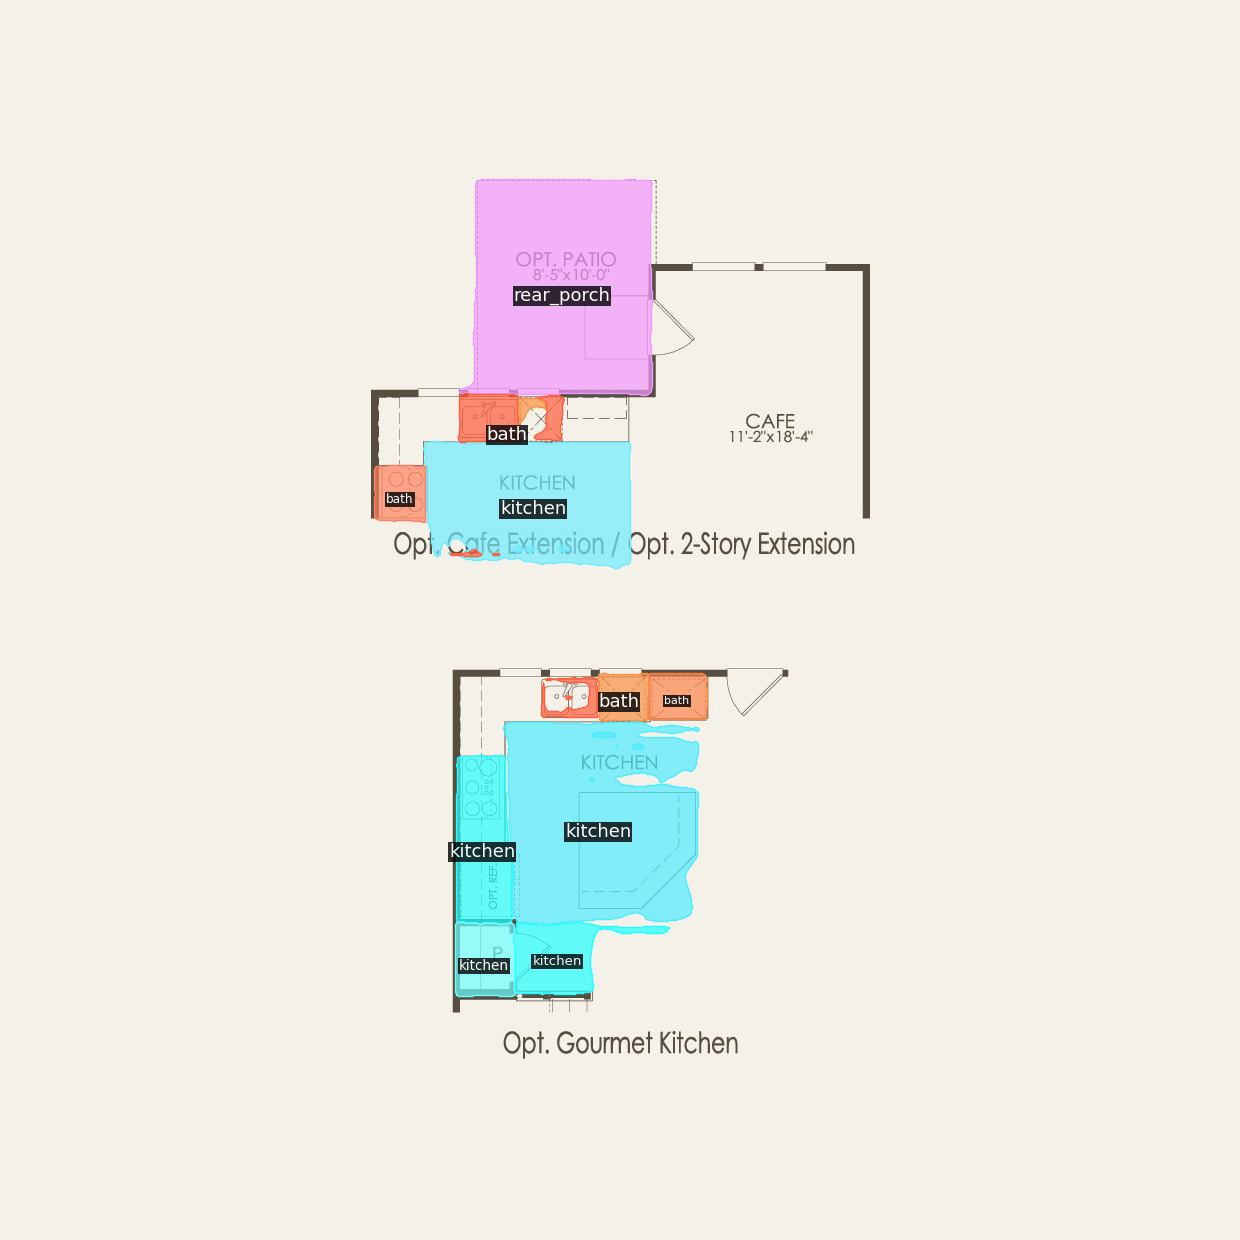 OPT. PATIO
8'-5"x10'-0"
rear_porch
CAFE
11'-2"x18'-4"
bath
KITCHEN
bath
kitchen
Opt. Cafe Extension / Opt. 2-Story Extension
bath
bath
KITCHEN
kitchen
kitchen
OPT. REF.
P
kitchen
kitchen
Opt. Gourmet Kitchen